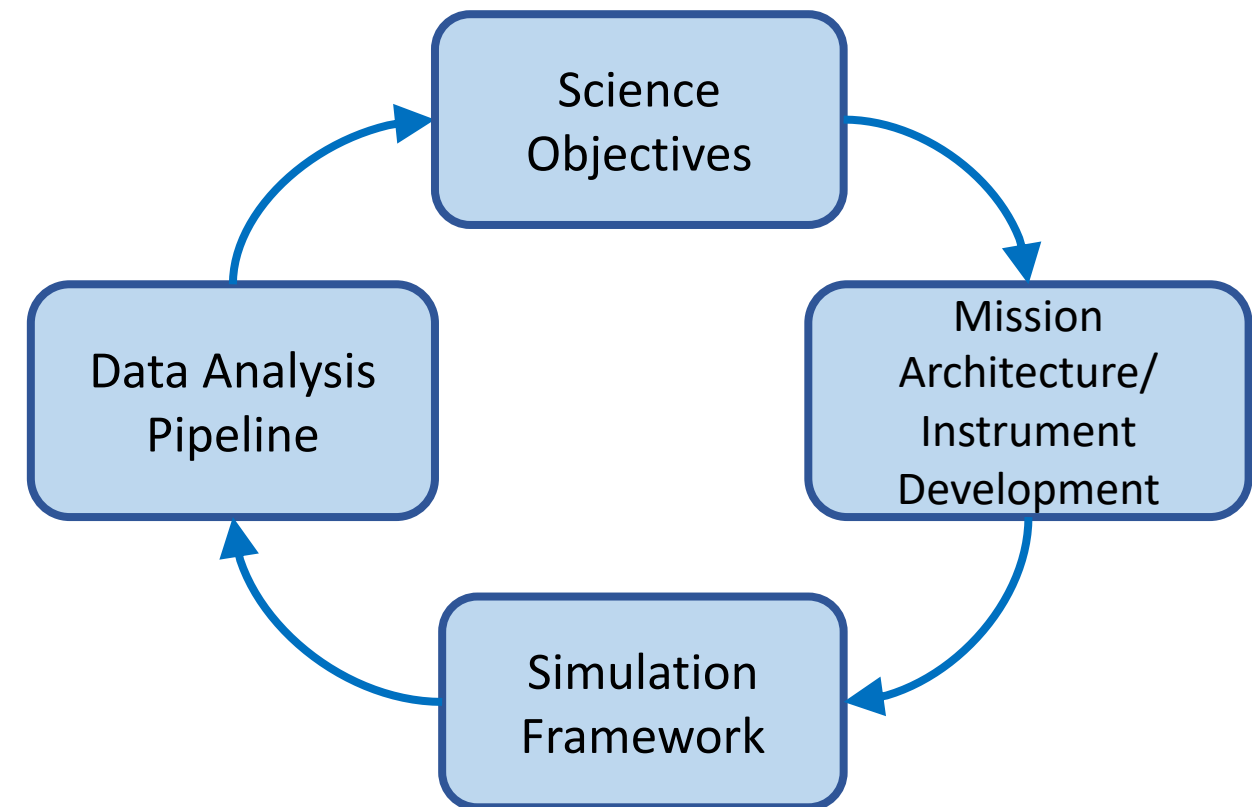 Science
Objectives
Mission
Architecture/
Instrument
Development
Simulation
Framework
Data Analysis
Pipeline